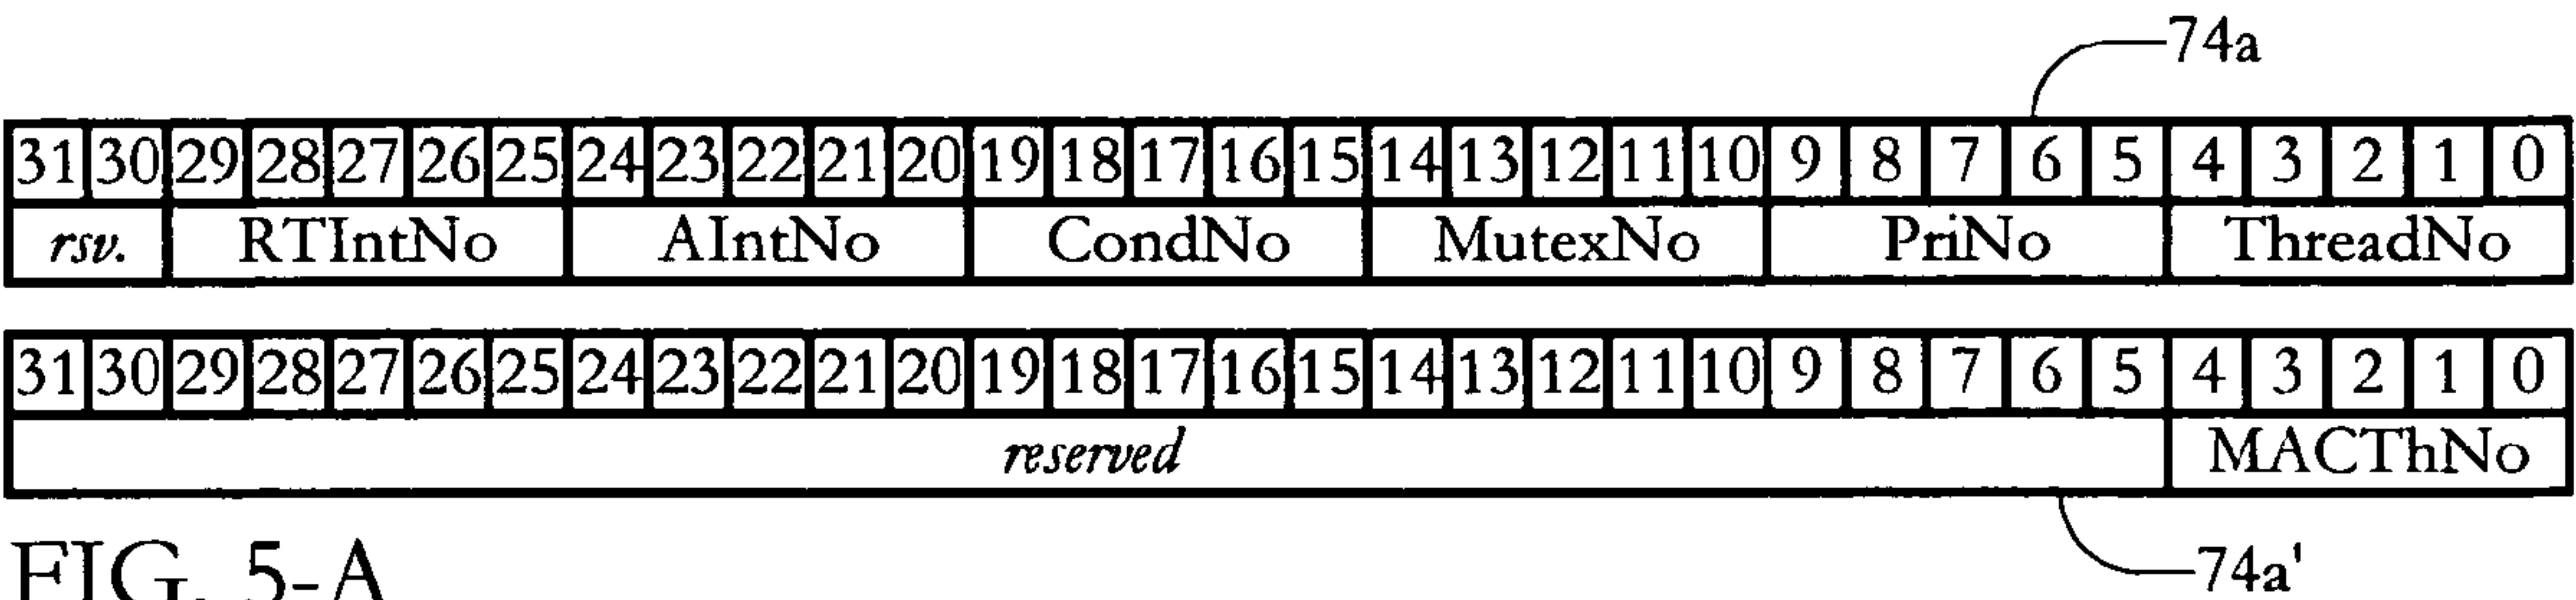 74a
31 30 29 28 27 26 25 24 23 22 21 20 19 18 17 16 15 14 13 12 11 10 9 8 7 6 5 4 3 2 1 0
rsv. RTIntNo AIntNo CondNo MutexNo PriNo ThreadNo
31 30 29 28 27 26 25 24 23 22 21 20 19 18 17 16 15 14 13 12 11 10 9 8 7 6 5 4 3 2 1 0
reserved MACThNo
FIG. 5-A
74a'